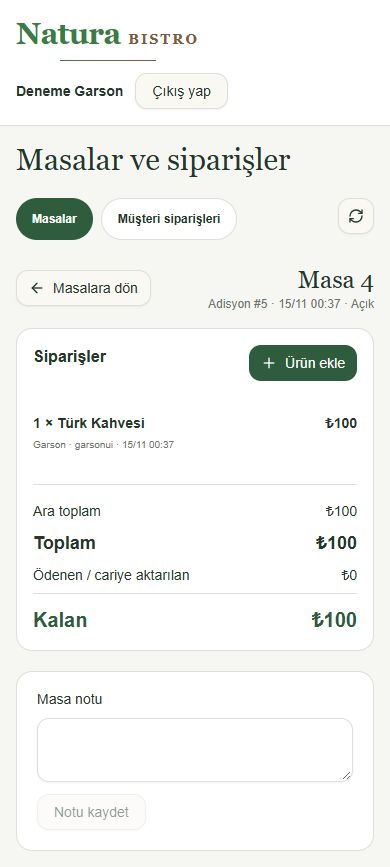 Natura BISTRO
Deneme Garson
Çıkış yap
Masalar ve siparişler
Masalar
Müşteri siparişleri
Masalara dön
Masa 4
Adisyon #5 · 15/11 00:37 · Açık
Siparişler
Ürün ekle
1 × Türk Kahvesi ₺100
Garson · garsonui · 15/11 00:37
Ara toplam ₺100
Toplam ₺100
Ödenen / cariye aktarılan ₺0
Kalan ₺100
Masa notu
Notu kaydet